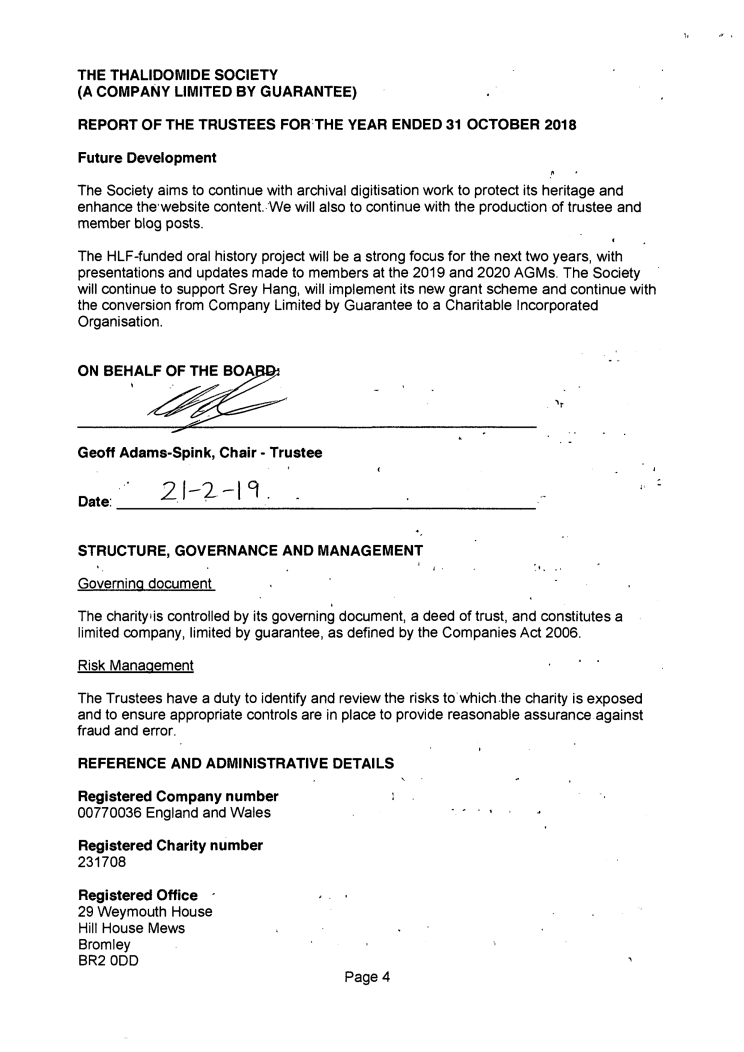 THE THALIDOMIDE SOCIETY
(A COMPANY LIMITED BY GUARANTEE)
REPORT OF THE TRUSTEES FOR THE YEAR ENDED 31 OCTOBER 2018
Future Development
The Society aims to continue with archival digitisation work to protect its heritage and
enhance the website content. We will also to continue with the production of trustee and
member blog posts.
The HLF-funded oral history project will be a strong focus for the next two years, with
presentations and updates made to members at the 2019 and 2020 AGMs. The Society
will continue to support Srey Hang, will implement its new grant scheme and continue with
the conversion from Company Limited by Guarantee to a Charitable Incorporated
Organisation.
ON BEHALF OF THE BOARD:
Geoff Adams-Spink, Chair - Trustee
Date: 21-2-19.
STRUCTURE, GOVERNANCE AND MANAGEMENT
Governing document
The charity is controlled by its governing document, a deed of trust, and constitutes a
limited company, limited by guarantee, as defined by the Companies Act 2006.
Risk Management
The Trustees have a duty to identify and review the risks to which the charity is exposed
and to ensure appropriate controls are in place to provide reasonable assurance against
fraud and error.
REFERENCE AND ADMINISTRATIVE DETAILS
Registered Company number
00770036 England and Wales
Registered Charity number
231708
Registered Office
29 Weymouth House
Hill House Mews
Bromley
BR2 0DD
Page 4